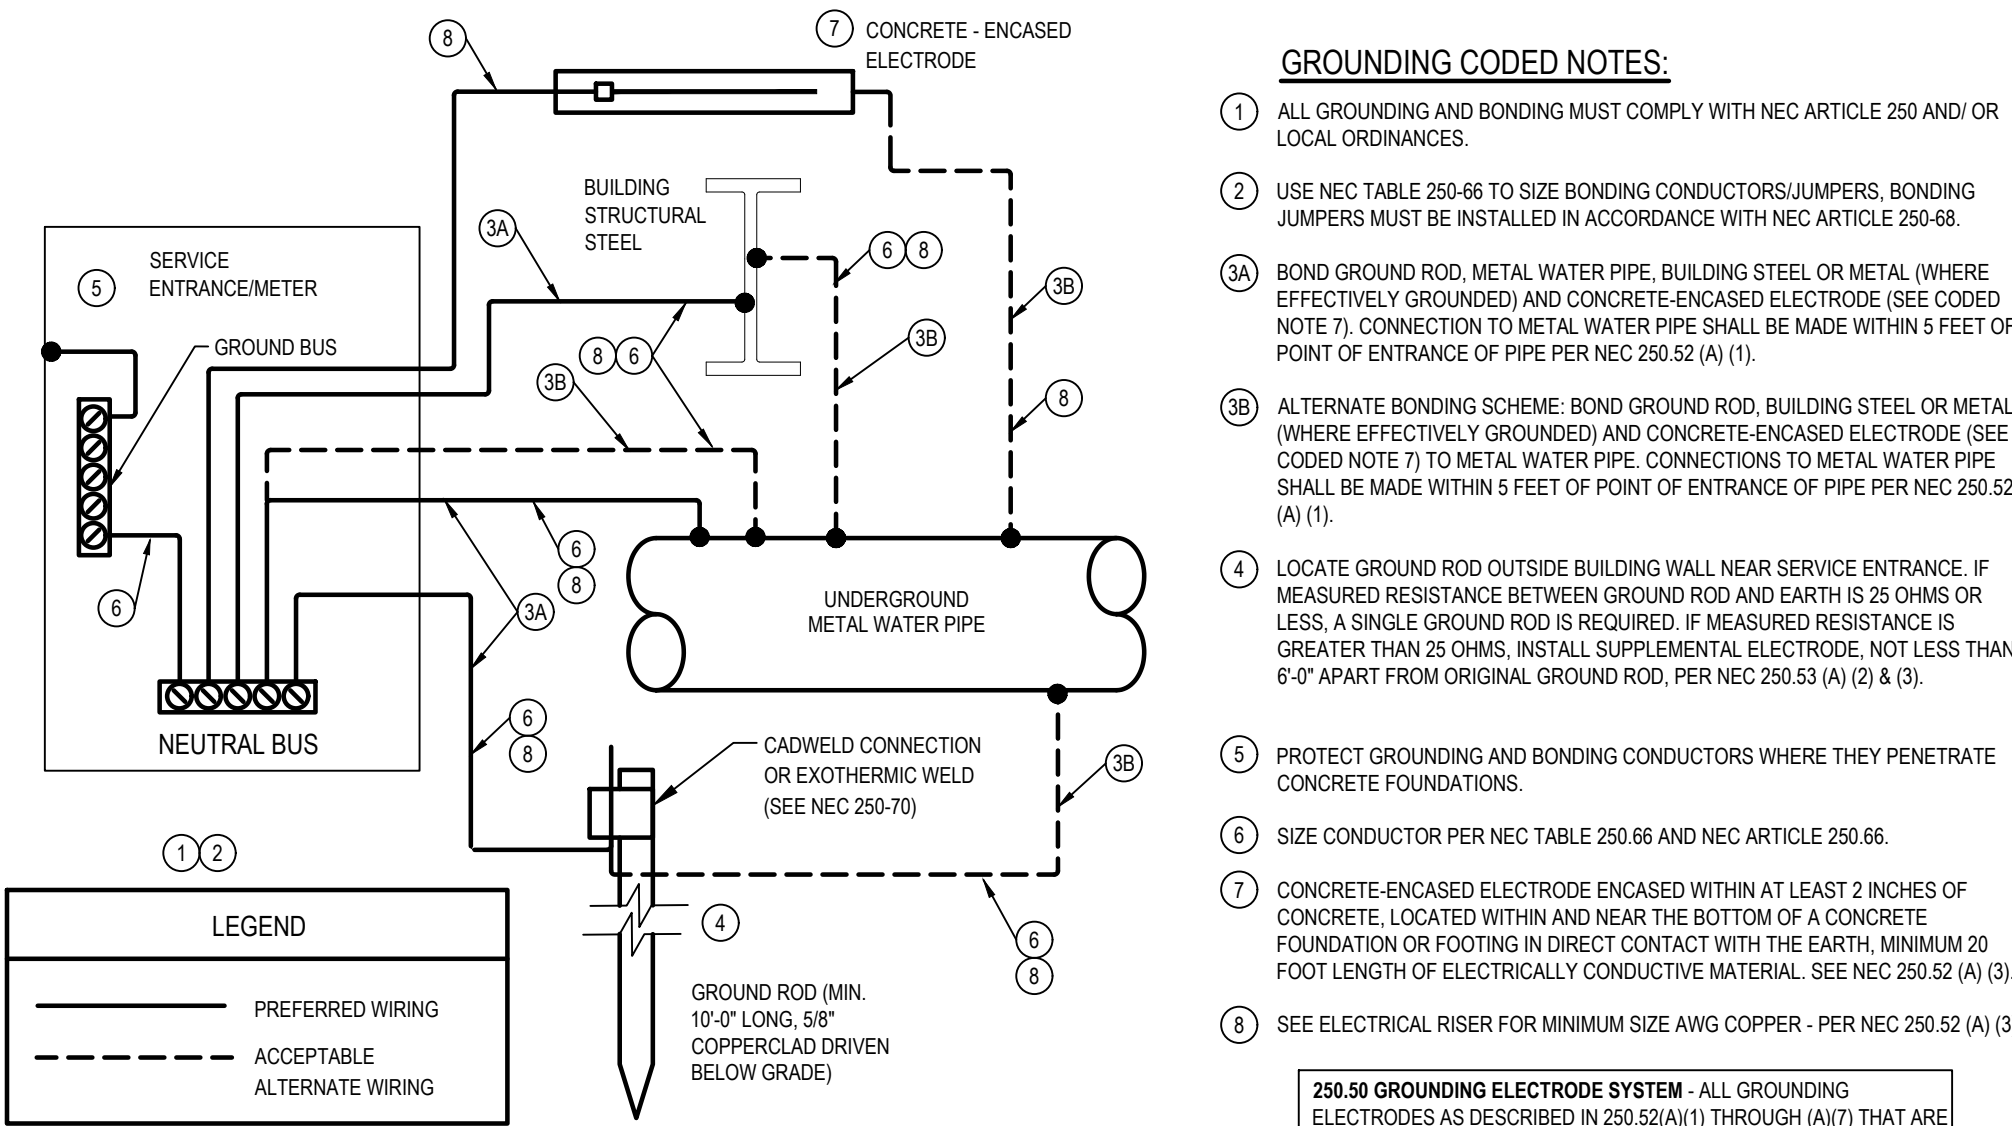 8
7 CONCRETE - ENCASED
ELECTRODE
BUILDING
STRUCTURAL
STEEL
3A
6 8
3B
3B
SERVICE
ENTRANCE/METER
5
GROUND BUS
8 6
3B
8
6
8
3A
6
UNDERGROUND
METAL WATER PIPE
6
8
NEUTRAL BUS
CADWELD CONNECTION
OR EXOTHERMIC WELD
(SEE NEC 250-70)
3B
1 2
4
6
8
GROUND ROD (MIN.
10'-0" LONG, 5/8"
COPPERCLAD DRIVEN
BELOW GRADE)
LEGEND
PREFERRED WIRING
ACCEPTABLE
ALTERNATE WIRING
GROUNDING CODED NOTES:
1 ALL GROUNDING AND BONDING MUST COMPLY WITH NEC ARTICLE 250 AND/ OR
LOCAL ORDINANCES.
2 USE NEC TABLE 250-66 TO SIZE BONDING CONDUCTORS/JUMPERS, BONDING
JUMPERS MUST BE INSTALLED IN ACCORDANCE WITH NEC ARTICLE 250-68.
3A BOND GROUND ROD, METAL WATER PIPE, BUILDING STEEL OR METAL (WHERE
EFFECTIVELY GROUNDED) AND CONCRETE-ENCASED ELECTRODE (SEE CODED
NOTE 7). CONNECTION TO METAL WATER PIPE SHALL BE MADE WITHIN 5 FEET OF
POINT OF ENTRANCE OF PIPE PER NEC 250.52 (A) (1).
3B ALTERNATE BONDING SCHEME: BOND GROUND ROD, BUILDING STEEL OR METAL
(WHERE EFFECTIVELY GROUNDED) AND CONCRETE-ENCASED ELECTRODE (SEE
CODED NOTE 7) TO METAL WATER PIPE. CONNECTIONS TO METAL WATER PIPE
SHALL BE MADE WITHIN 5 FEET OF POINT OF ENTRANCE OF PIPE PER NEC 250.52
(A) (1).
4 LOCATE GROUND ROD OUTSIDE BUILDING WALL NEAR SERVICE ENTRANCE. IF
MEASURED RESISTANCE BETWEEN GROUND ROD AND EARTH IS 25 OHMS OR
LESS, A SINGLE GROUND ROD IS REQUIRED. IF MEASURED RESISTANCE IS
GREATER THAN 25 OHMS, INSTALL SUPPLEMENTAL ELECTRODE, NOT LESS THAN
6'-0" APART FROM ORIGINAL GROUND ROD, PER NEC 250.53 (A) (2) & (3).
5 PROTECT GROUNDING AND BONDING CONDUCTORS WHERE THEY PENETRATE
CONCRETE FOUNDATIONS.
6 SIZE CONDUCTOR PER NEC TABLE 250.66 AND NEC ARTICLE 250.66.
7 CONCRETE-ENCASED ELECTRODE ENCASED WITHIN AT LEAST 2 INCHES OF
CONCRETE, LOCATED WITHIN AND NEAR THE BOTTOM OF A CONCRETE
FOUNDATION OR FOOTING IN DIRECT CONTACT WITH THE EARTH, MINIMUM 20
FOOT LENGTH OF ELECTRICALLY CONDUCTIVE MATERIAL. SEE NEC 250.52 (A) (3).
8 SEE ELECTRICAL RISER FOR MINIMUM SIZE AWG COPPER - PER NEC 250.52 (A) (3
250.50 GROUNDING ELECTRODE SYSTEM - ALL GROUNDING
ELECTRODES AS DESCRIBED IN 250.52(A)(1) THROUGH (A)(7) THAT ARE